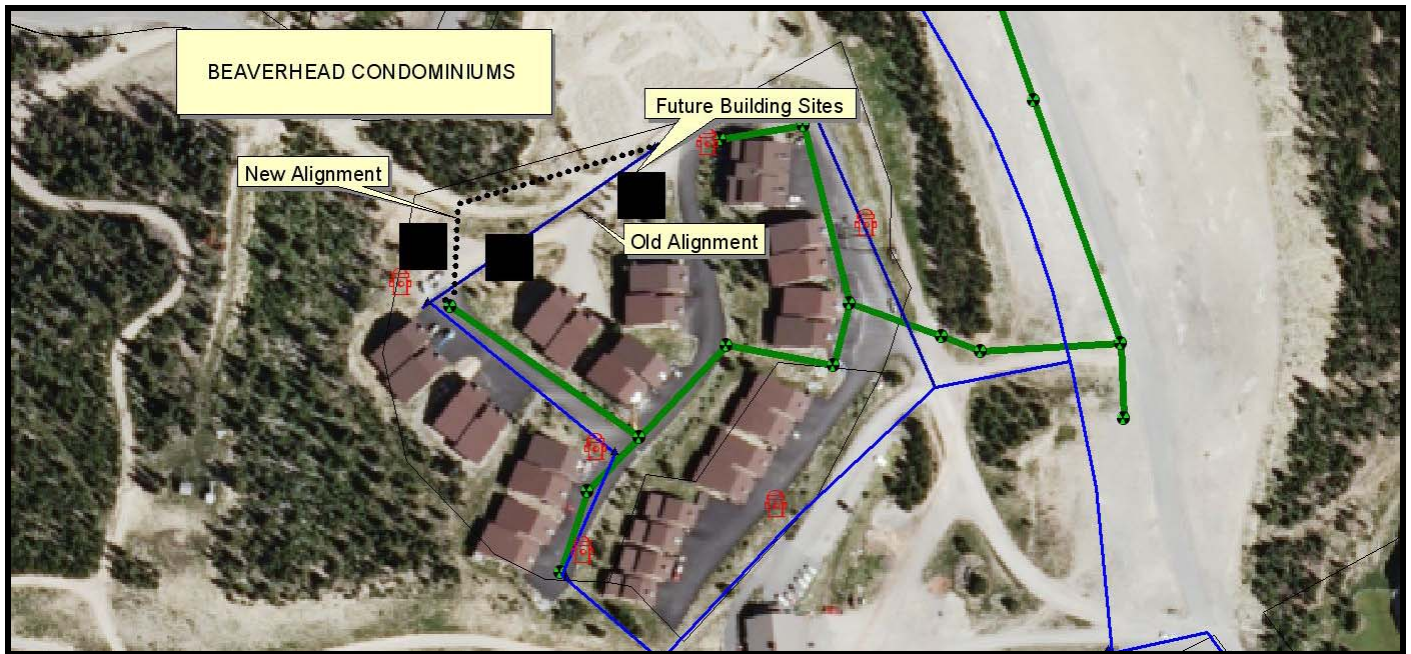 BEAVERHEAD CONDOMINIUMS
Future Building Sites
New Alignment
Old Alignment